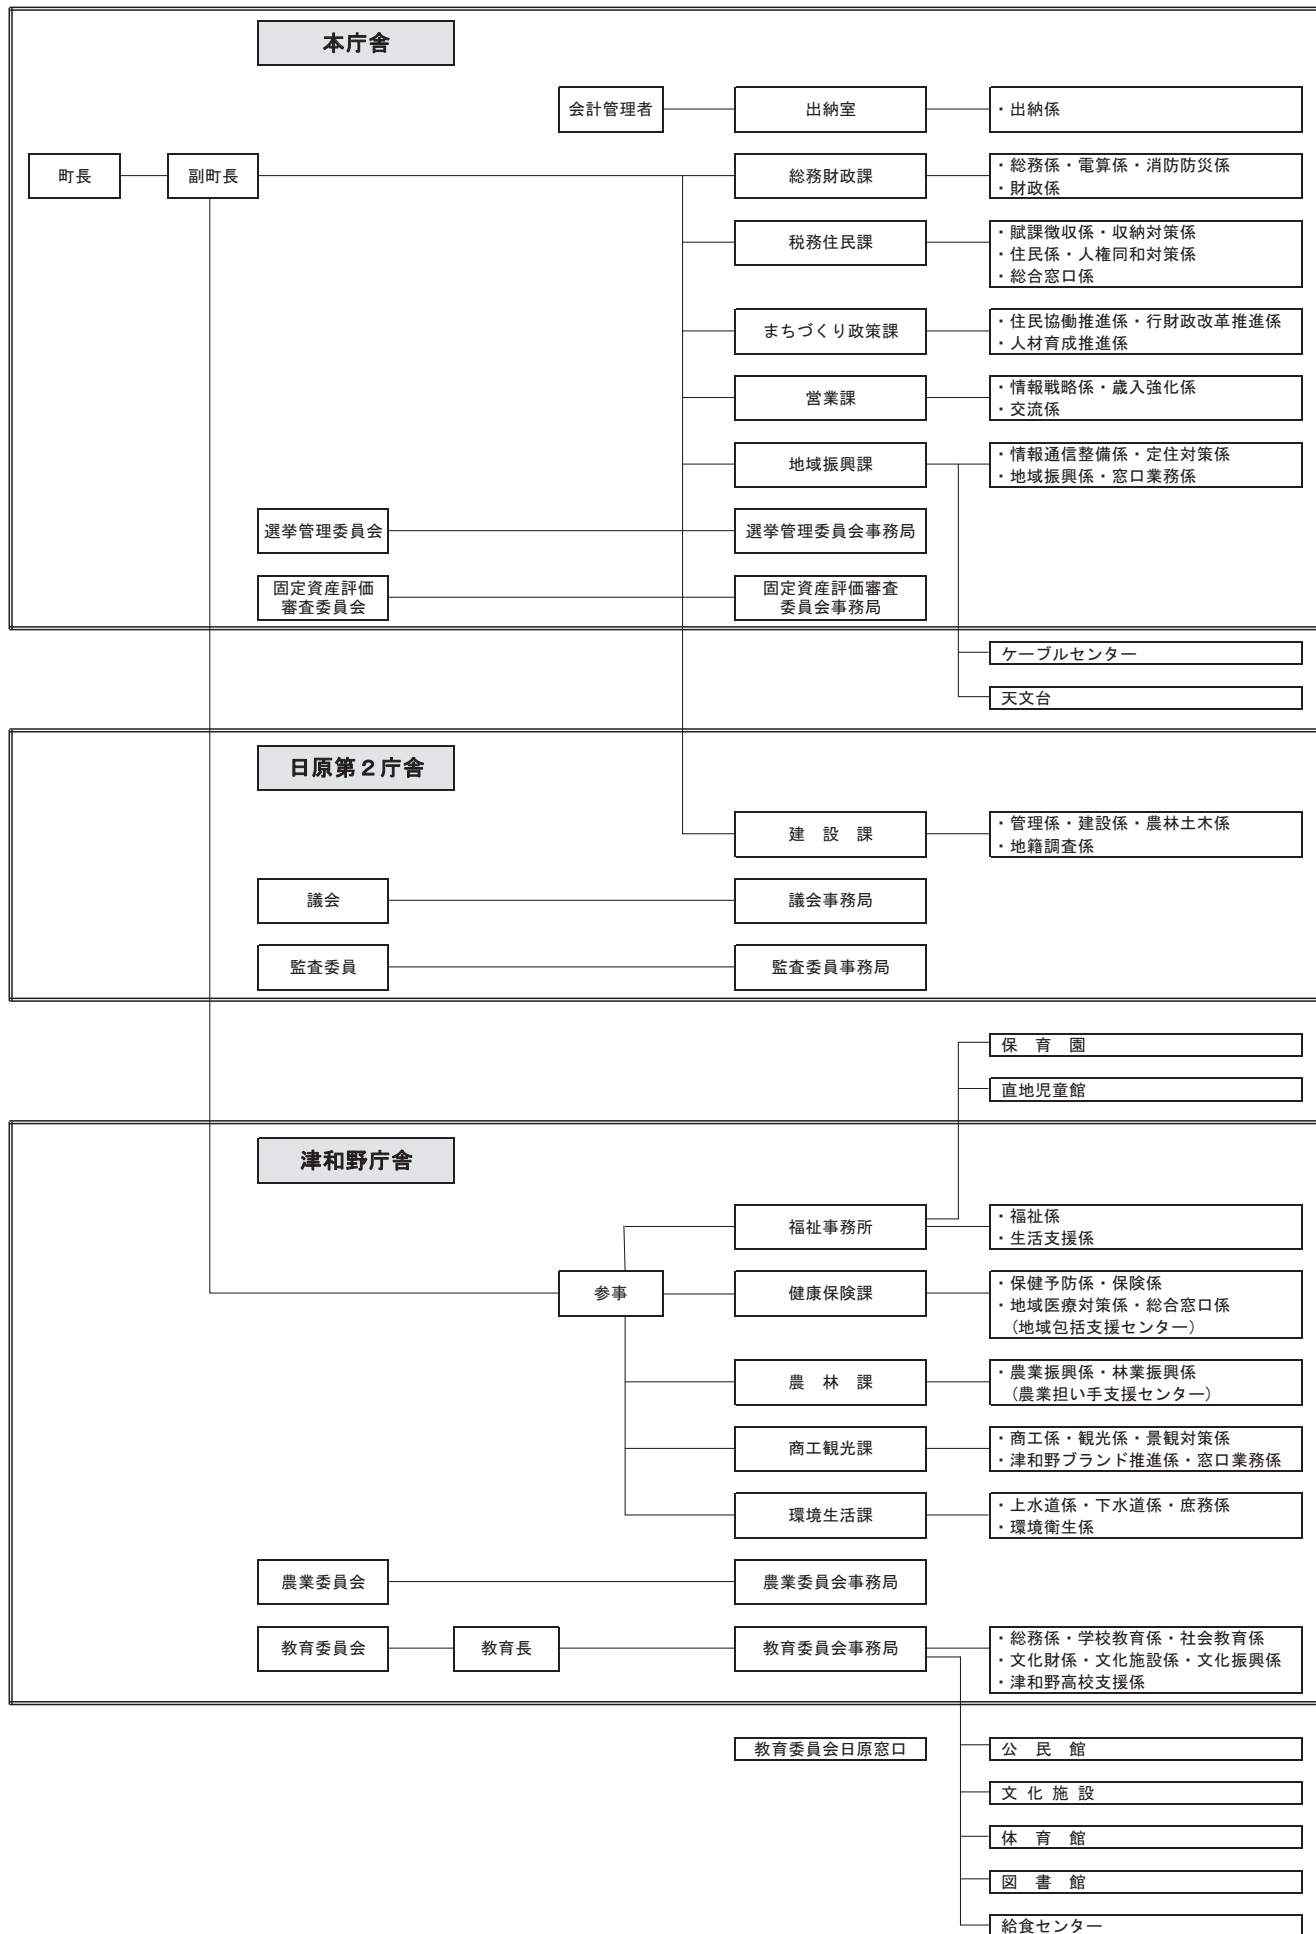 本庁舎
会計管理者
出納室
・出納係
町長
副町長
総務財政課
・総務係・電算係・消防防災係
・財政係
税務住民課
・賦課徴収係・収納対策係
・住民係・人権同和対策係
・総合窓口係
まちづくり政策課
・住民協働推進係・行財政改革推進係
・人材育成推進係
営業課
・情報戦略係・歳入強化係
・交流係
地域振興課
・情報通信整備係・定住対策係
・地域振興係・窓口業務係
選挙管理委員会
選挙管理委員会事務局
固定資産評価
審査委員会
固定資産評価審査
委員会事務局
ケーブルセンター
天文台
日原第２庁舎
建　設　課
・管理係・建設係・農林土木係
・地籍調査係
議会
議会事務局
監査委員
監査委員事務局
保　育　園
直地児童館
津和野庁舎
福祉事務所
・福祉係
・生活支援係
参事
健康保険課
・保健予防係・保険係
・地域医療対策係・総合窓口係
（地域包括支援センター）
農　林　課
・農業振興係・林業振興係
（農業担い手支援センター）
商工観光課
・商工係・観光係・景観対策係
・津和野ブランド推進係・窓口業務係
環境生活課
・上水道係・下水道係・庶務係
・環境衛生係
農業委員会
農業委員会事務局
教育委員会
教育長
教育委員会事務局
・総務係・学校教育係・社会教育係
・文化財係・文化施設係・文化振興係
・津和野高校支援係
教育委員会日原窓口
公　民　館
文 化 施 設
体　育　館
図　書　館
給食センター